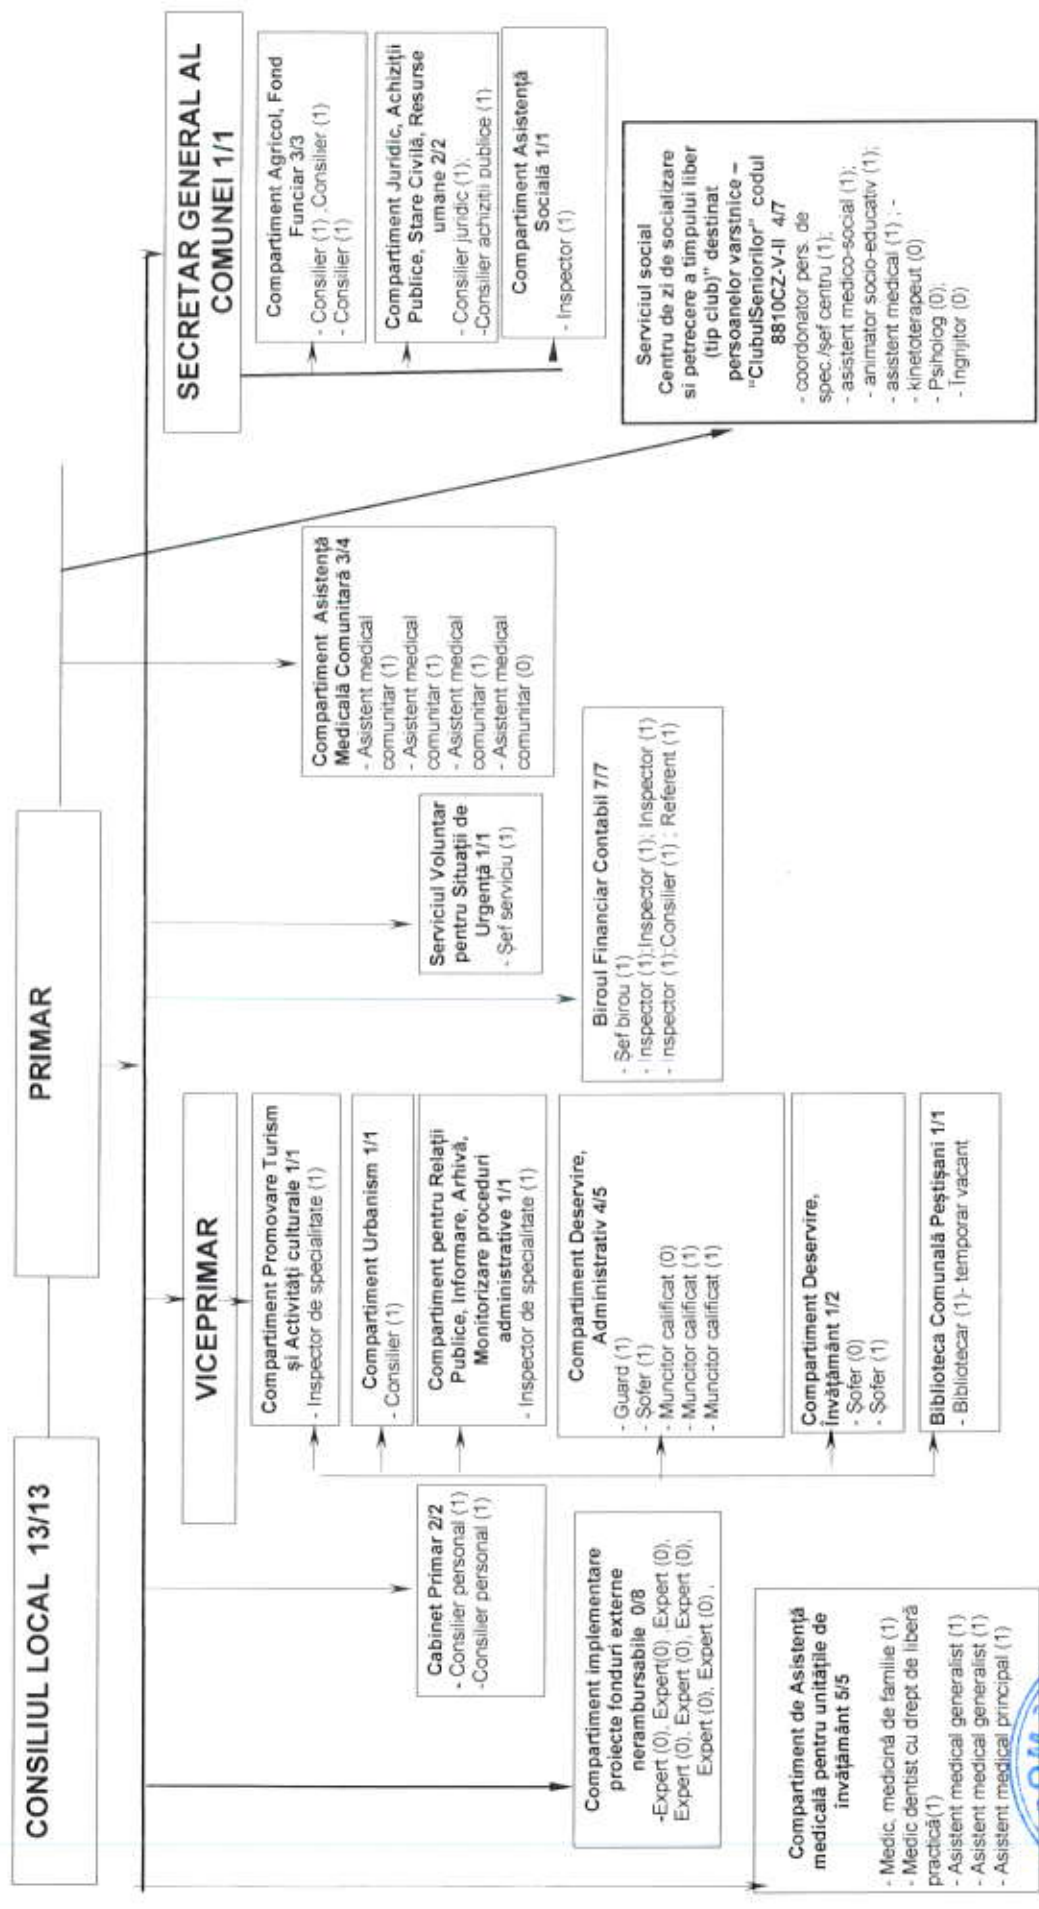 CONSILIUL LOCAL 13/13
PRIMAR
VICEPRIMAR
SECRETAR GENERAL AL
COMUNEI 1/1
Compartiment Agricol, Fond
Funciar 3/3
- Consilier (1) ,Consilier (1)
- Consilier (1)
Compartiment Juridic, Achiziții
Publice, Stare Civilă, Resurse
umane 2/2
- Consilier juridic (1);
-Consilier achiziții publice (1)
Compartiment Asistență
Socială 1/1
- Inspector (1)
Serviciul social
Centru de zi de socializare
si petrecere a timpului liber
(tip club)" destinat
persoanelor varstnice –
"ClubulSeniorilor" codul
8810CZ-V-II 4/7
- coordonator pers. de
spec./șef centru (1);
- asistent medico-social (1);
- animator socio-educativ (1);
- asistent medical (1) ; -
- kinetoterapeut (0)
- Psiholog (0);
- Îngrijitor (0)
Compartiment Asistență
Medicală Comunitară 3/4
- Asistent medical
comunitar (1)
- Asistent medical
comunitar (1)
- Asistent medical
comunitar (1)
- Asistent medical
comunitar (0)
Serviciul Voluntar
pentru Situații de
Urgență 1/1
- Șef serviciu (1)
Biroul Financiar Contabil 7/7
- Șef birou (1)
- Inspector (1);Inspector (1); Inspector (1)
- Inspector (1);Consilier (1) ; Referent (1)
Compartiment Promovare Turism
și Activități culturale 1/1
- Inspector de specialitate (1)
Compartiment Urbanism 1/1
- Consilier (1)
Compartiment pentru Relații
Publice, Informare, Arhivă,
Monitorizare proceduri
administrative 1/1
- Inspector de specialitate (1)
Compartiment Deservire,
Administrativ 4/5
- Guard (1)
- Șofer (1)
- Muncitor calificat (0)
- Muncitor calificat (1)
- Muncitor calificat (1)
Compartiment Deservire,
Învățământ 1/2
- Șofer (0)
- Șofer (1)
Biblioteca Comunală Peștișani 1/1
- Bibliotecar (1)- temporar vacant
Cabinet Primar 2/2
- Consilier personal (1)
-Consilier personal (1)
Compartiment implementare
proiecte fonduri externe
nerambursabile 0/8
-Expert (0), Expert(0) ,Expert (0),
Expert (0), Expert (0), Expert (0),
Expert (0), Expert (0) ,
Compartiment de Asistență
medicală pentru unitățile de
învățământ 5/5
- Medic, medicină de familie (1)
- Medic dentist cu drept de liberă
practică(1)
- Asistent medical generalist (1)
- Asistent medical generalist (1)
- Asistent medical principal (1)